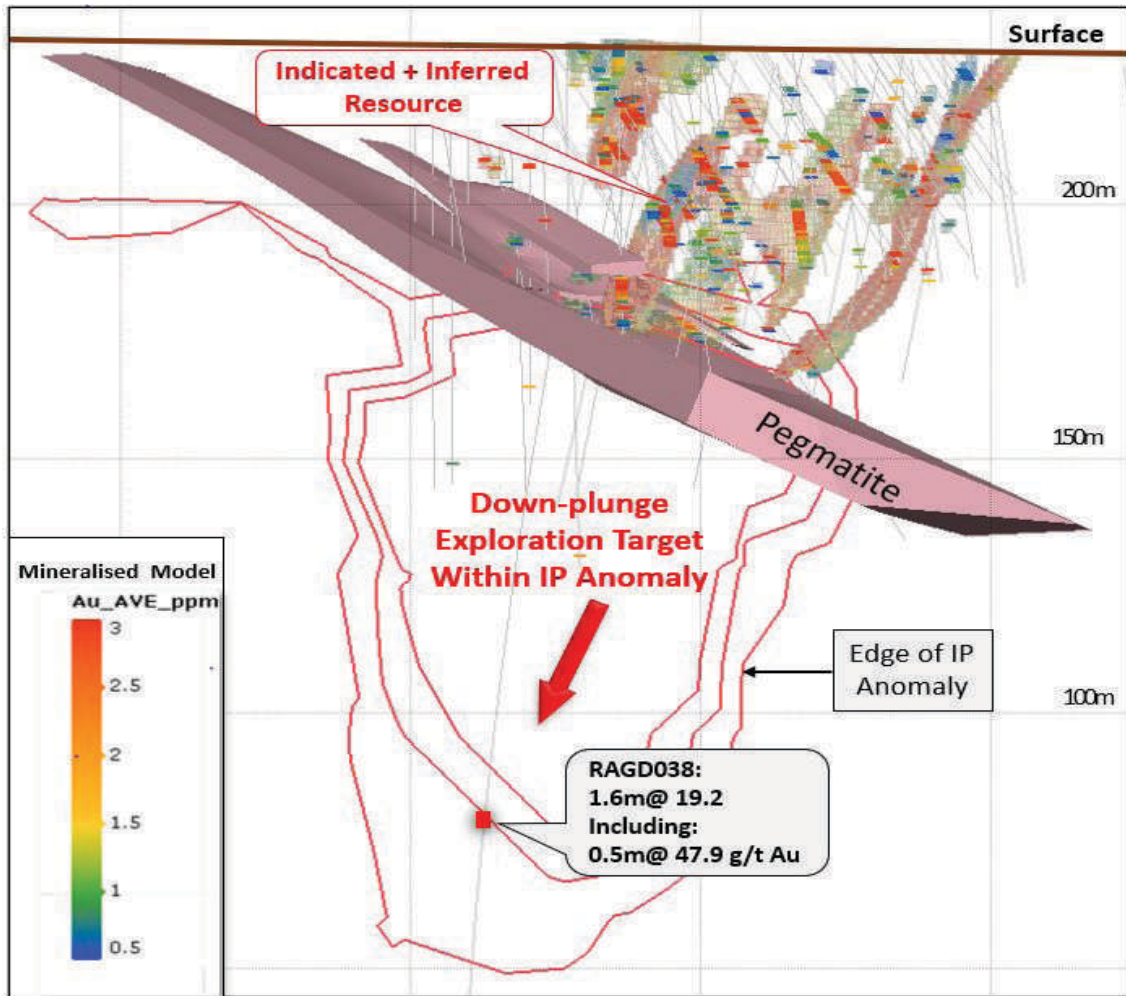 Surface
Indicated + Inferred
Resource
200m
150m
Pegmatite
Down-plunge
Exploration Target
Within IP Anomaly
Edge of IP
Anomaly
100m
RAGD038:
1.6m@ 19.2
Including:
0.5m@ 47.9 g/t Au
Mineralised Model
Au_AVE_ppm
3
2.5
2
1.5
1
0.5